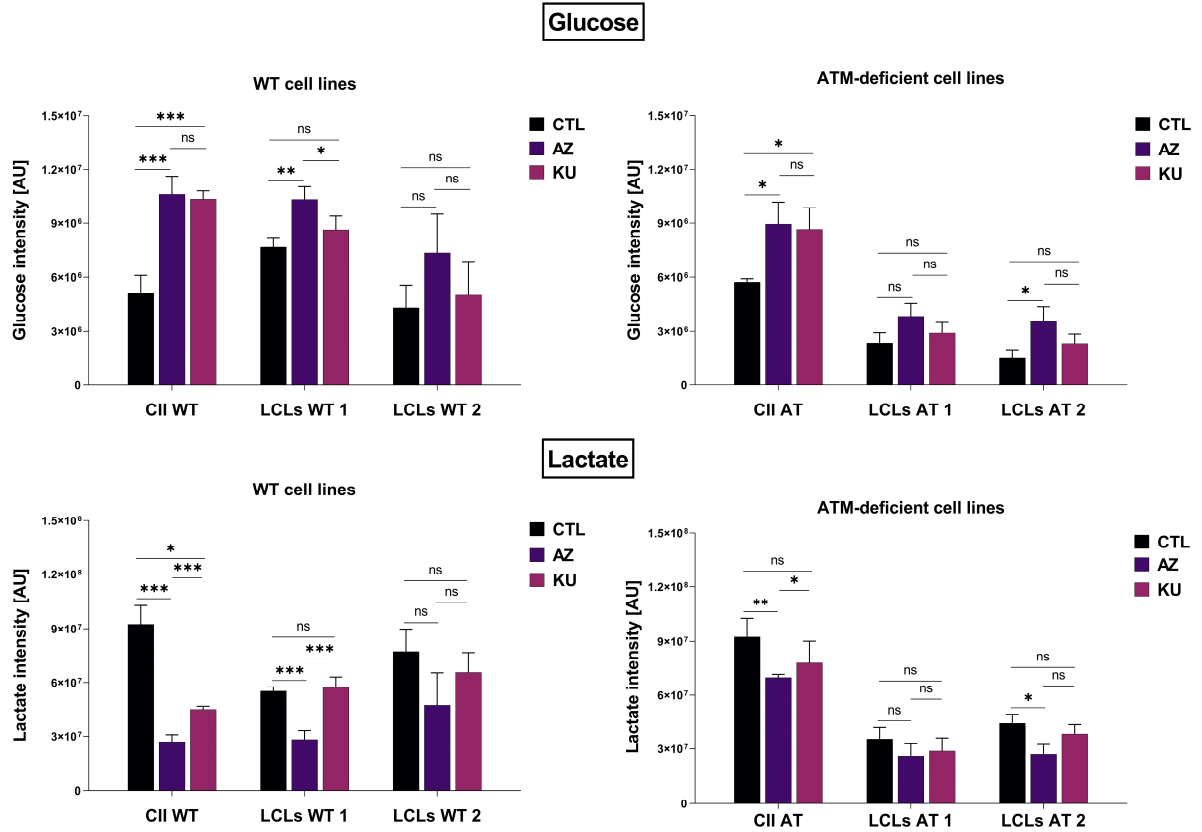 Glucose
WT cell lines
1.5×10⁷
1.2×10⁷
9×10⁶
6×10⁶
3×10⁶
0
Glucose intensity [AU]
***
ns
***
ns
*
**
ns
ns
ns
CII WT
LCLs WT 1
LCLs WT 2
CTL
AZ
KU
ATM-deficient cell lines
1.5×10⁷
1.2×10⁷
9×10⁶
6×10⁶
3×10⁶
0
Glucose intensity [AU]
*
ns
*
ns
ns
ns
ns
ns
*
CII AT
LCLs AT 1
LCLs AT 2
CTL
AZ
KU
Lactate
WT cell lines
1.5×10⁸
1.2×10⁸
9×10⁷
6×10⁷
3×10⁷
0
Lactate intensity [AU]
*
***
***
ns
***
***
ns
ns
ns
CII WT
LCLs WT 1
LCLs WT 2
CTL
AZ
KU
ATM-deficient cell lines
1.5×10⁸
1.2×10⁸
9×10⁷
6×10⁷
3×10⁷
0
Lactate intensity [AU]
ns
*
**
ns
ns
ns
ns
ns
*
CII AT
LCLs AT 1
LCLs AT 2
CTL
AZ
KU